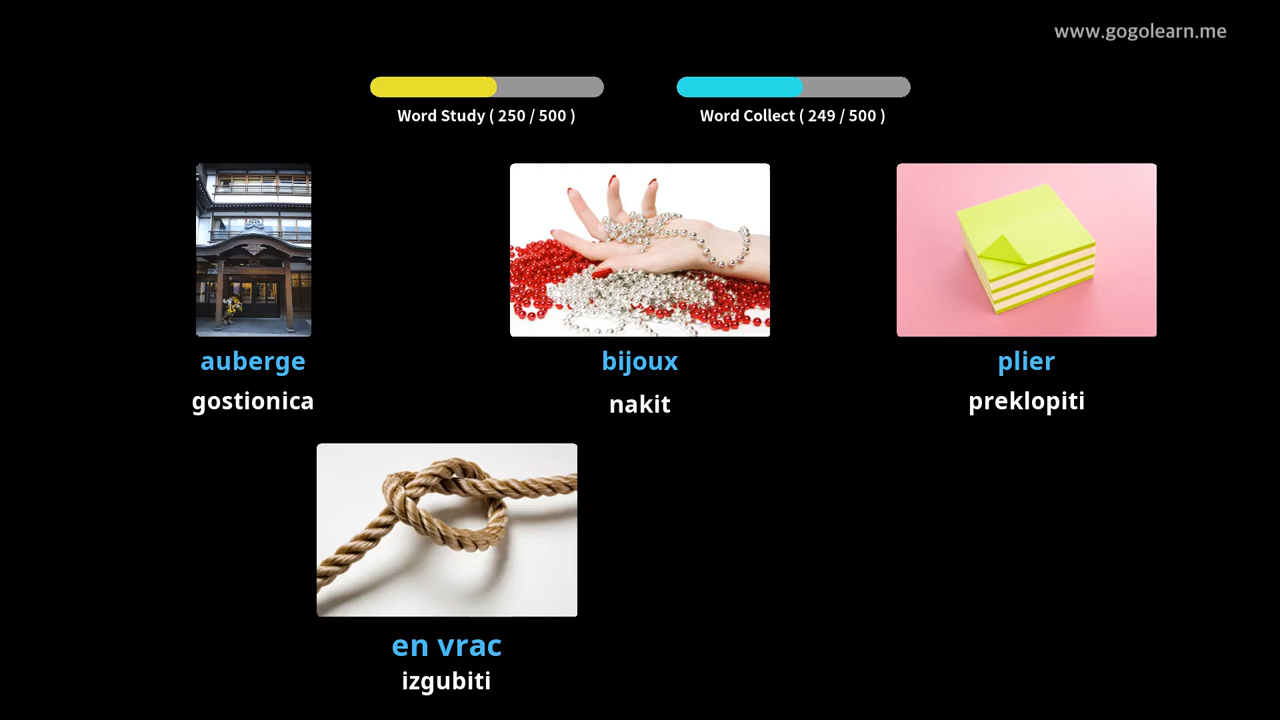 www.gogolearn.me
Word Study ( 250 / 500 )
Word Collect ( 249 / 500 )
auberge
gostionica
bijoux
nakit
plier
preklopiti
en vrac
izgubiti